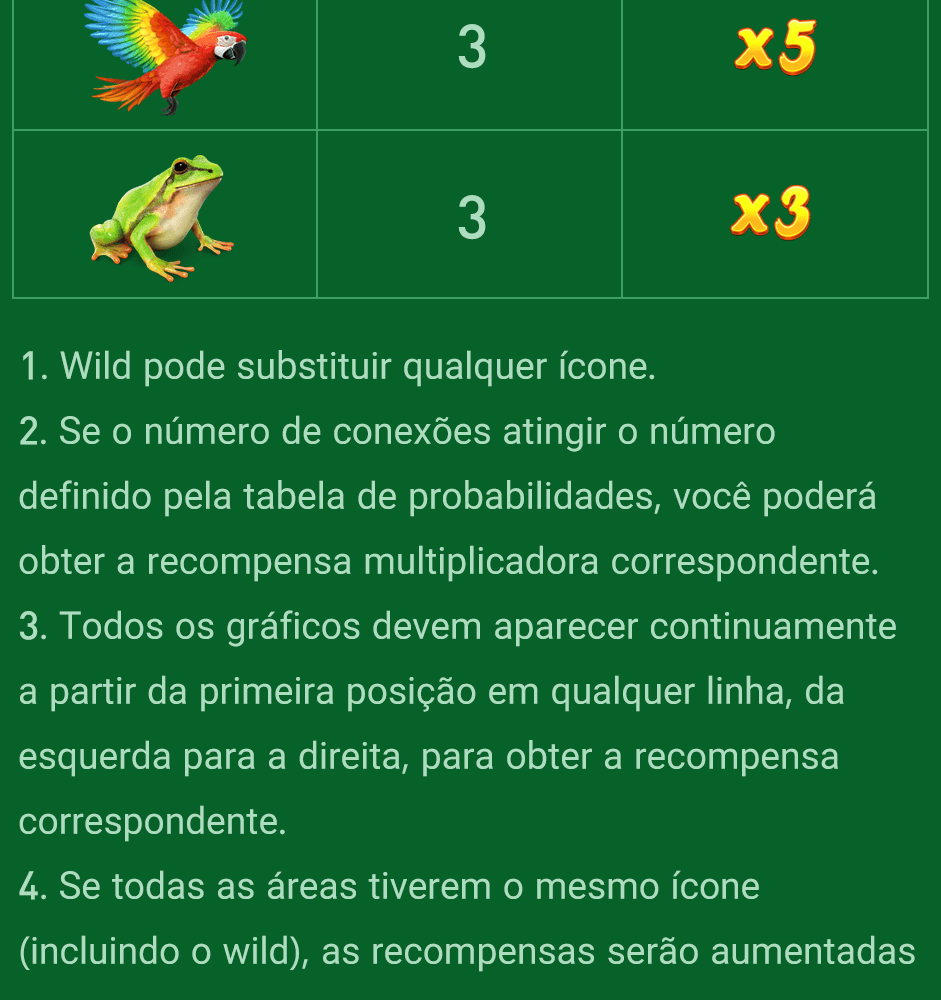 3 x5
3 x3
1. Wild pode substituir qualquer ícone.
2. Se o número de conexões atingir o número
definido pela tabela de probabilidades, você poderá
obter a recompensa multiplicadora correspondente.
3. Todos os gráficos devem aparecer continuamente
a partir da primeira posição em qualquer linha, da
esquerda para a direita, para obter a recompensa
correspondente.
4. Se todas as áreas tiverem o mesmo ícone
(incluindo o wild), as recompensas serão aumentadas